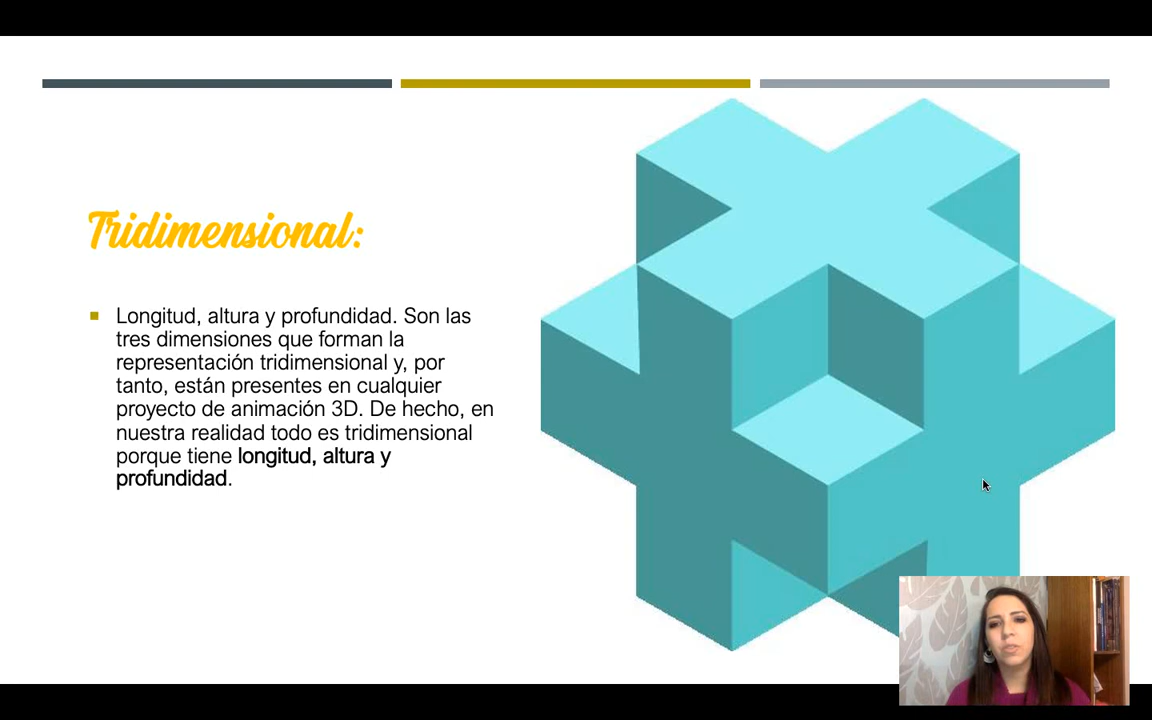 Tridimensional:
Longitud, altura y profundidad. Son las
tres dimensiones que forman la
representación tridimensional y, por
tanto, están presentes en cualquier
proyecto de animación 3D. De hecho, en
nuestra realidad todo es tridimensional
porque tiene longitud, altura y
profundidad.